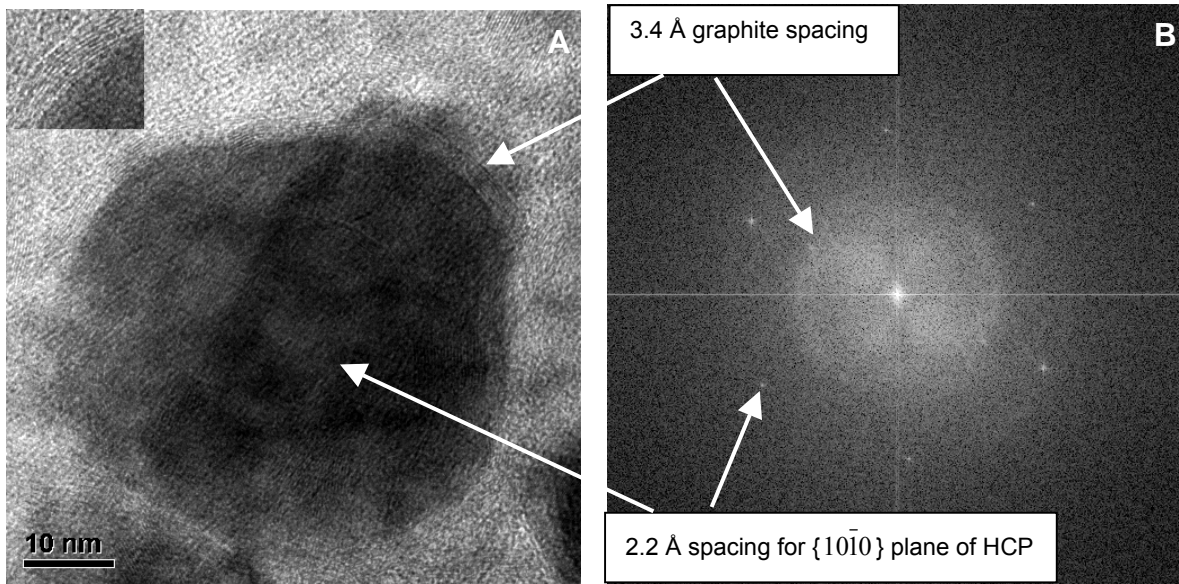 A
3.4 Å graphite spacing
B
10 nm
2.2 Å spacing for {101̄0} plane of HCP